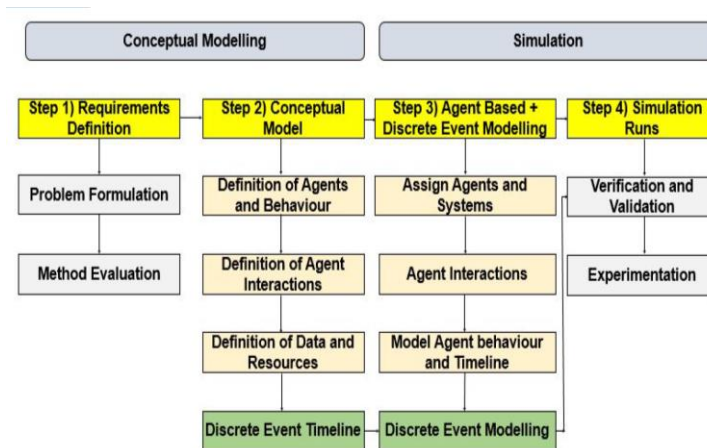 Conceptual Modelling
Simulation
Step 1) Requirements
Definition
Step 2) Conceptual
Model
Step 3) Agent Based +
Discrete Event Modelling
Step 4) Simulation
Runs
Problem Formulation
Definition of Agents
and Behaviour
Assign Agents and
Systems
Verification and
Validation
Method Evaluation
Definition of Agent
Interactions
Agent Interactions
Experimentation
Definition of Data and
Resources
Model Agent behaviour
and Timeline
Discrete Event Timeline
Discrete Event Modelling